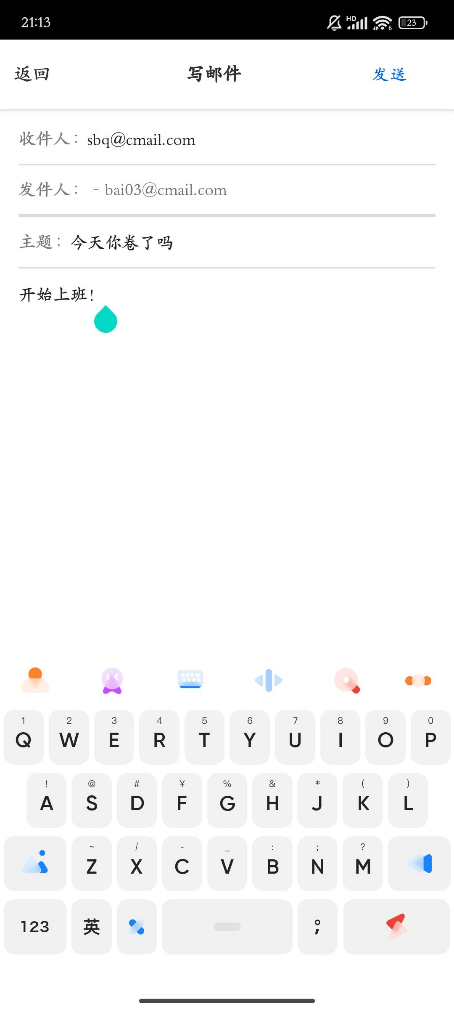 21:13
HD
6
23
返回 写邮件 发送
收件人： sbq@cmail.com
发件人： - bai03@cmail.com
主题： 今天你卷了吗
开始上班！
1 2 3 4 5 6 7 8 9 0
Q W E R T Y U I O P
! @ # ¥ % & * ( )
A S D F G H J K L
~ / - _ : ; ?
Z X C V B N M
123 英 ;